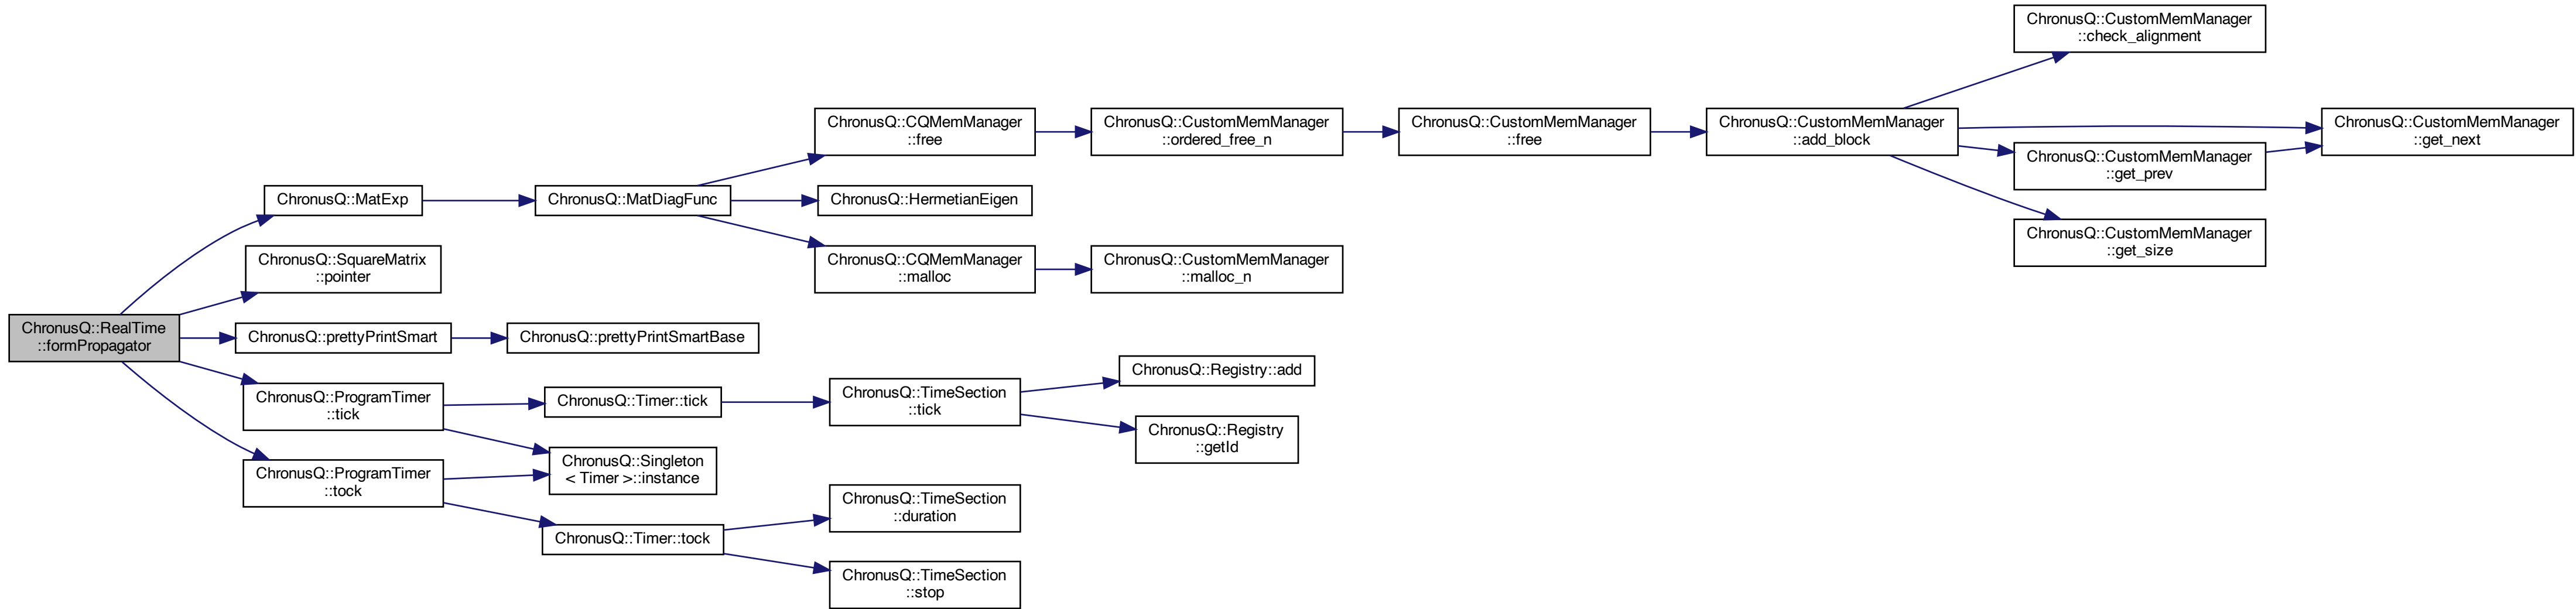 ChronusQ::RealTime
::formPropagator
ChronusQ::MatExp
ChronusQ::SquareMatrix
::pointer
ChronusQ::prettyPrintSmart
ChronusQ::ProgramTimer
::tick
ChronusQ::ProgramTimer
::tock
ChronusQ::MatDiagFunc
ChronusQ::prettyPrintSmartBase
ChronusQ::Timer::tick
ChronusQ::Singleton
< Timer >::instance
ChronusQ::Timer::tock
ChronusQ::CQMemManager
::free
ChronusQ::HermetianEigen
ChronusQ::CQMemManager
::malloc
ChronusQ::TimeSection
::tick
ChronusQ::TimeSection
::duration
ChronusQ::TimeSection
::stop
ChronusQ::CustomMemManager
::ordered_free_n
ChronusQ::CustomMemManager
::malloc_n
ChronusQ::Registry::add
ChronusQ::Registry
::getId
ChronusQ::CustomMemManager
::free
ChronusQ::CustomMemManager
::add_block
ChronusQ::CustomMemManager
::check_alignment
ChronusQ::CustomMemManager
::get_prev
ChronusQ::CustomMemManager
::get_size
ChronusQ::CustomMemManager
::get_next